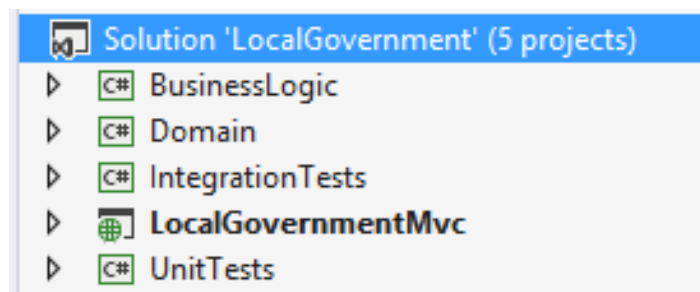 Solution 'LocalGovernment' (5 projects)
C# BusinessLogic
C# Domain
C# IntegrationTests
LocalGovernmentMvc
C# UnitTests